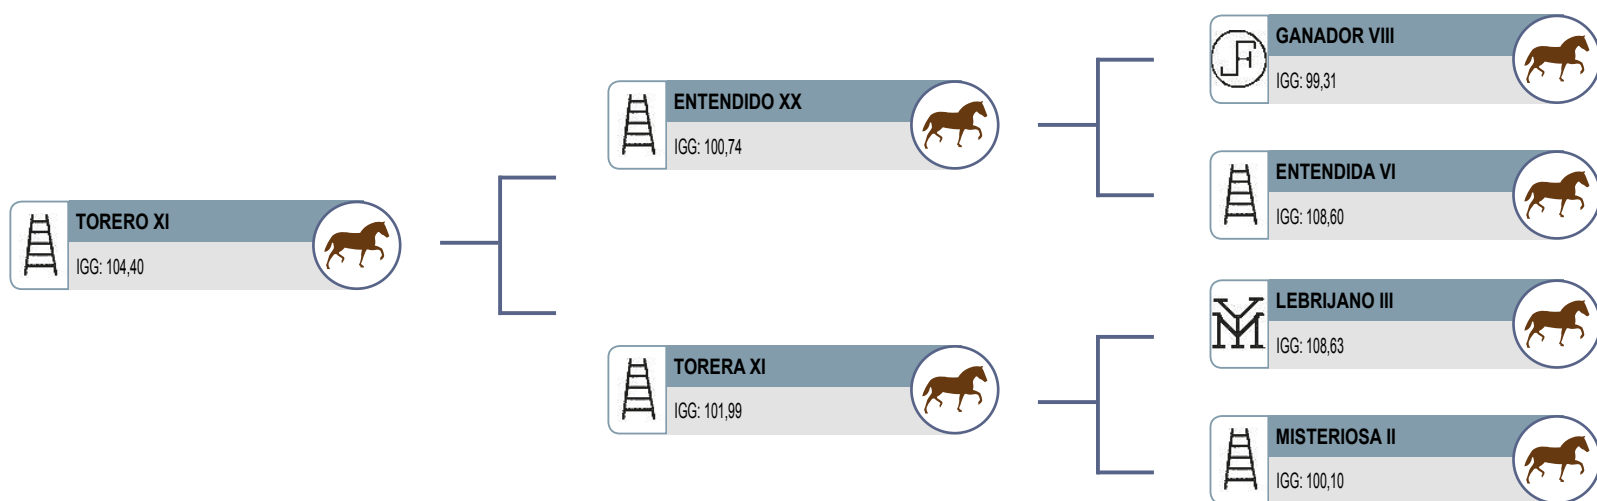 TORERO XI
IGG: 104,40
ENTENDIDO XX
IGG: 100,74
TORERA XI
IGG: 101,99
GANADOR VIII
IGG: 99,31
ENTENDIDA VI
IGG: 108,60
LEBRIJANO III
IGG: 108,63
MISTERIOSA II
IGG: 100,10